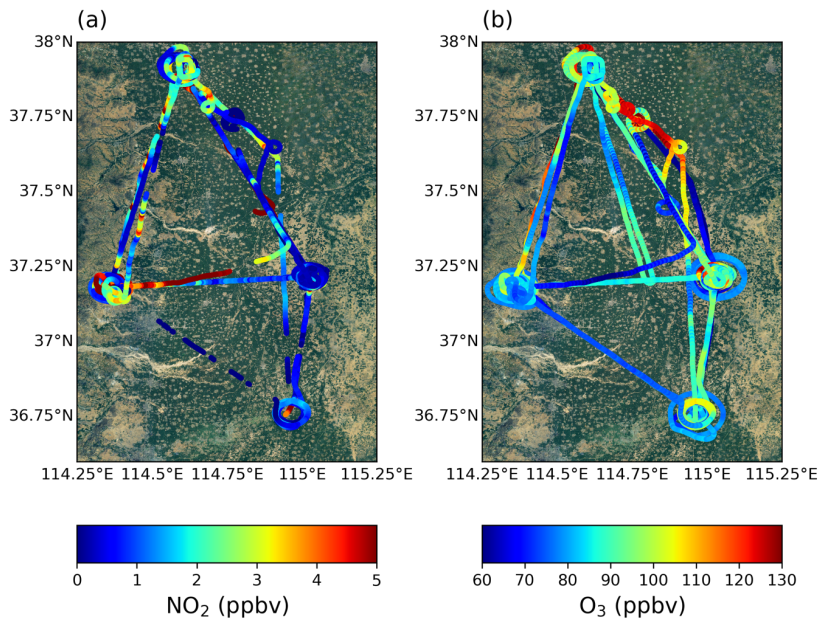 (a)
(b)
38°N
37.75°N
37.5°N
37.25°N
37°N
36.75°N
114.25°E
114.5°E
114.75°E
115°E
115.25°E
38°N
37.75°N
37.5°N
37.25°N
37°N
36.75°N
114.25°E
114.5°E
114.75°E
115°E
115.25°E
0 1 2 3 4 5
NO₂ (ppbv)
60 70 80 90 100 110 120 130
O₃ (ppbv)